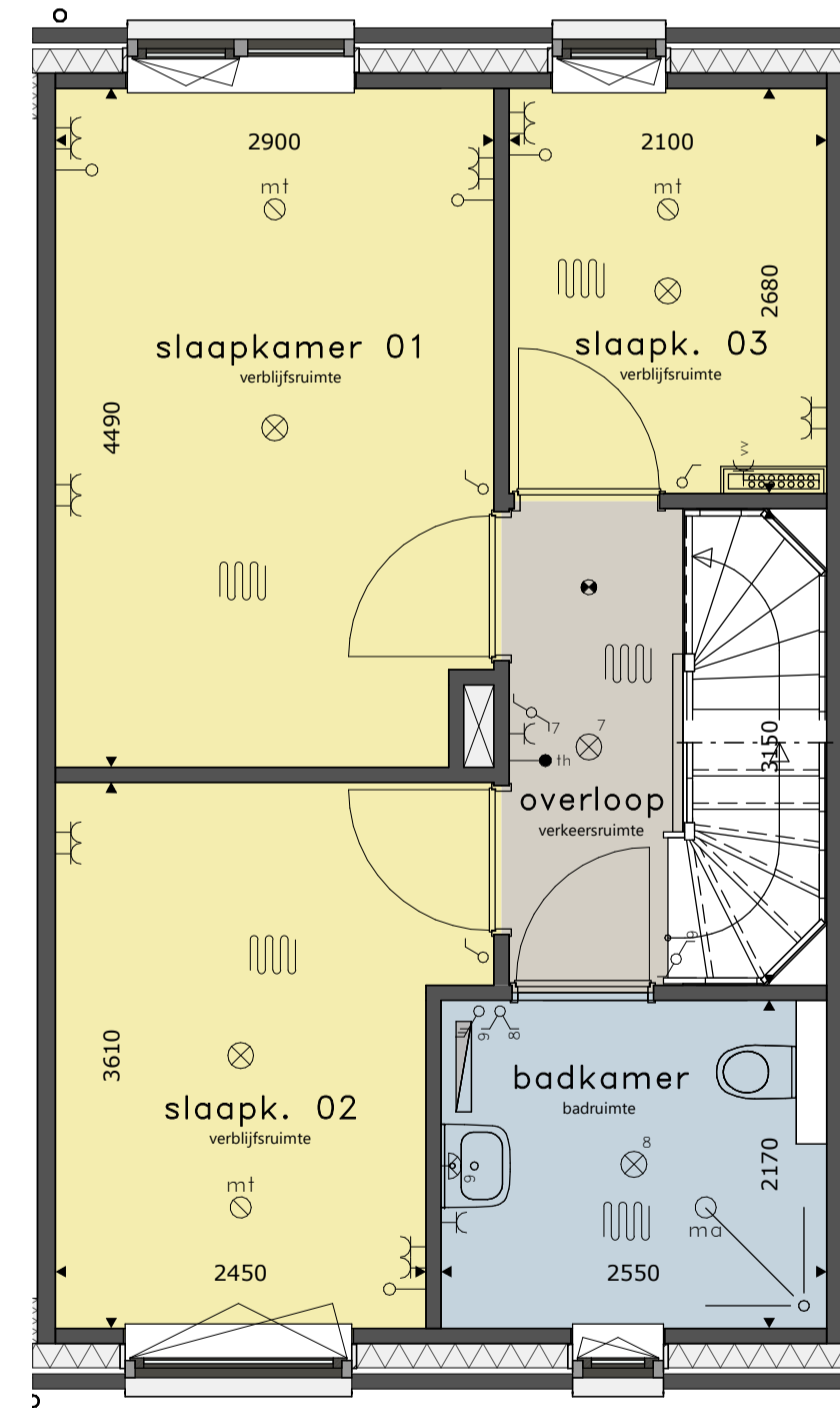 2900
2100
mt
mt
2680
slaapkamer 01
verblijfsruimte
slaapk. 03
verblijfsruimte
4490
vv
7
7
th
3150
overloop
verkeersruimte
9
3610
9
8
badkamer
badruimte
slaapk. 02
verblijfsruimte
8
2170
9
mt
ma
2450
2550